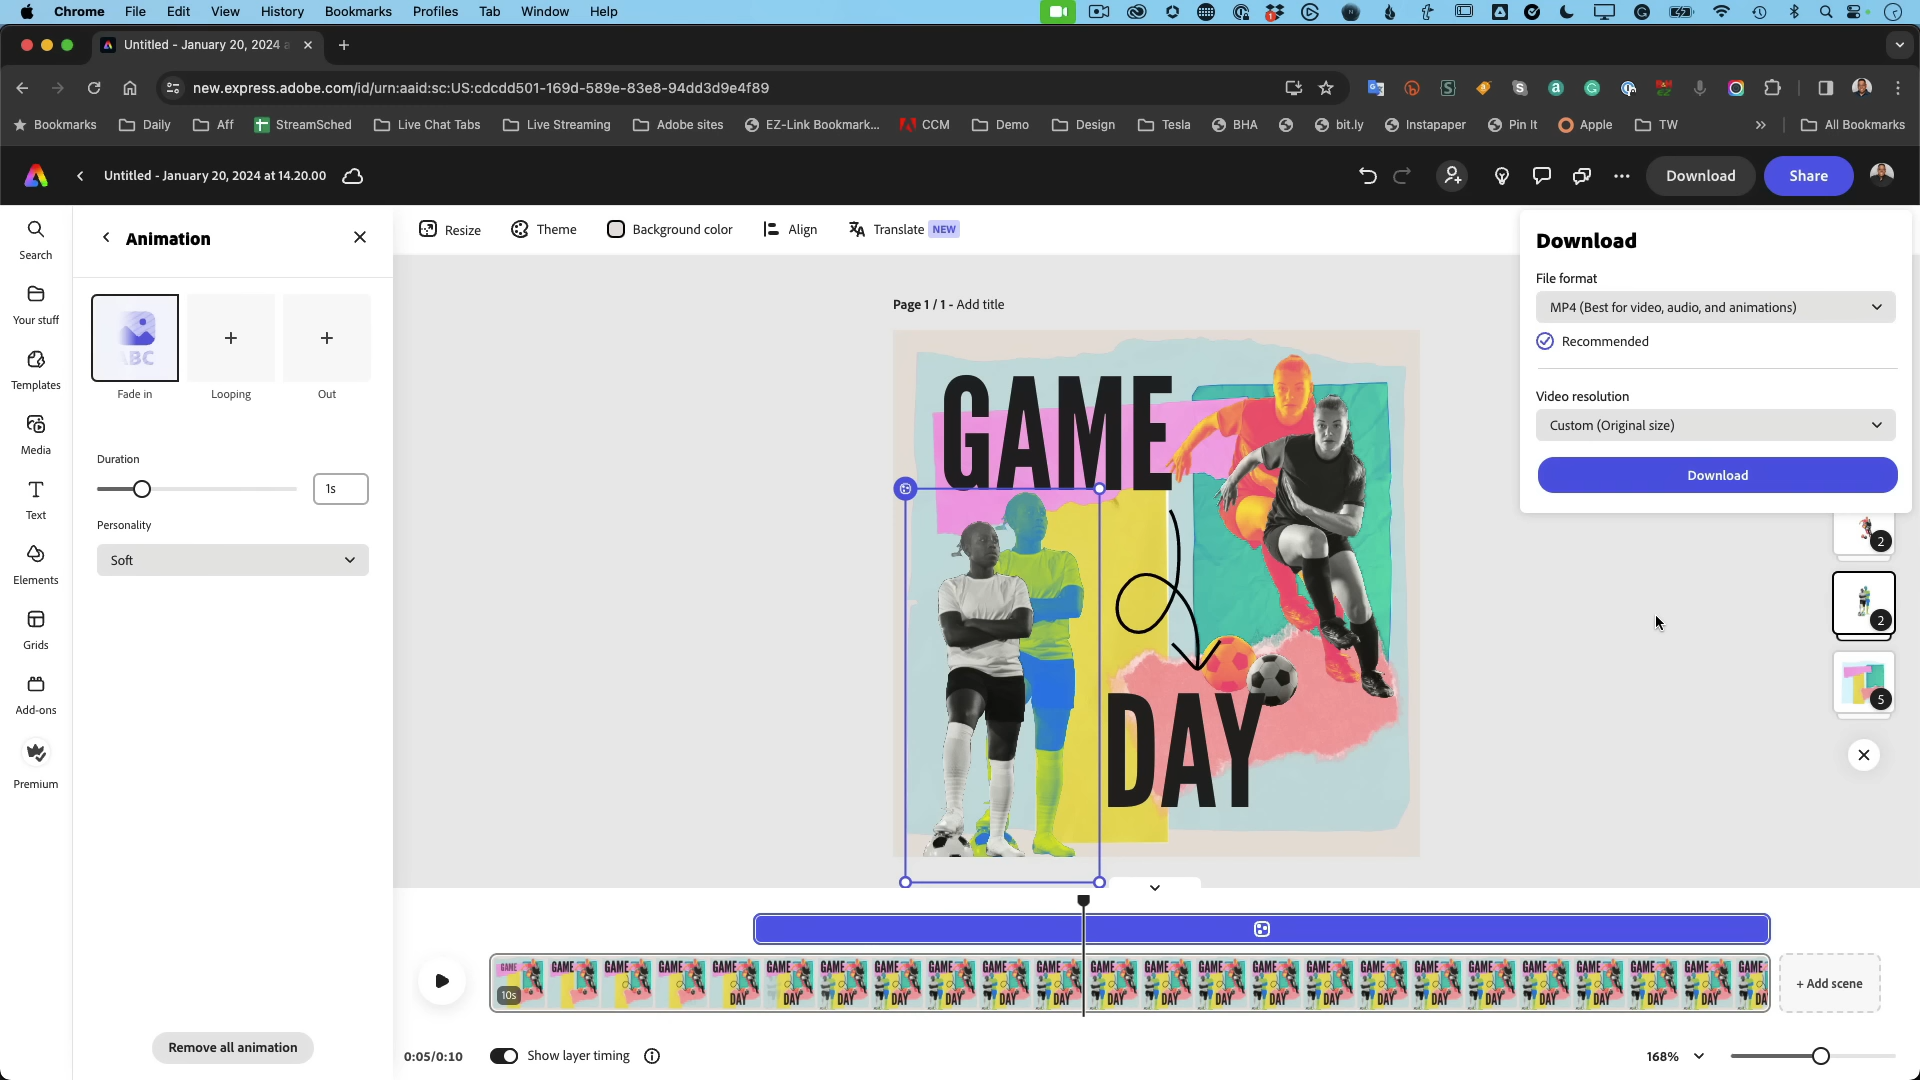 Chrome File Edit View History Bookmarks Profiles Tab Window Help
Untitled - January 20, 2024 a
new.express.adobe.com/id/urn:aaid:sc:US:cdcdd501-169d-589e-83e8-94dd3d9e4f89
Bookmarks Daily Aff StreamSched Live Chat Tabs Live Streaming Adobe sites EZ-Link Bookmark... CCM Demo Design Tesla BHA bit.ly Instapaper Pin It Apple TW » All Bookmarks
Untitled - January 20, 2024 at 14.20.00 Download Share
Search
Your stuff
Templates
Media
Text
Elements
Grids
Add-ons
Premium
Animation
ABC
Fade in Looping Out
Duration
1s
Personality
Soft
Remove all animation
Resize Theme Background color Align Translate NEW
Page 1 / 1 - Add title
GAME
DAY
Download
File format
MP4 (Best for video, audio, and animations)
Recommended
Video resolution
Custom (Original size)
Download
2
2
5
10s
+ Add scene
0:05/0:10 Show layer timing 168%